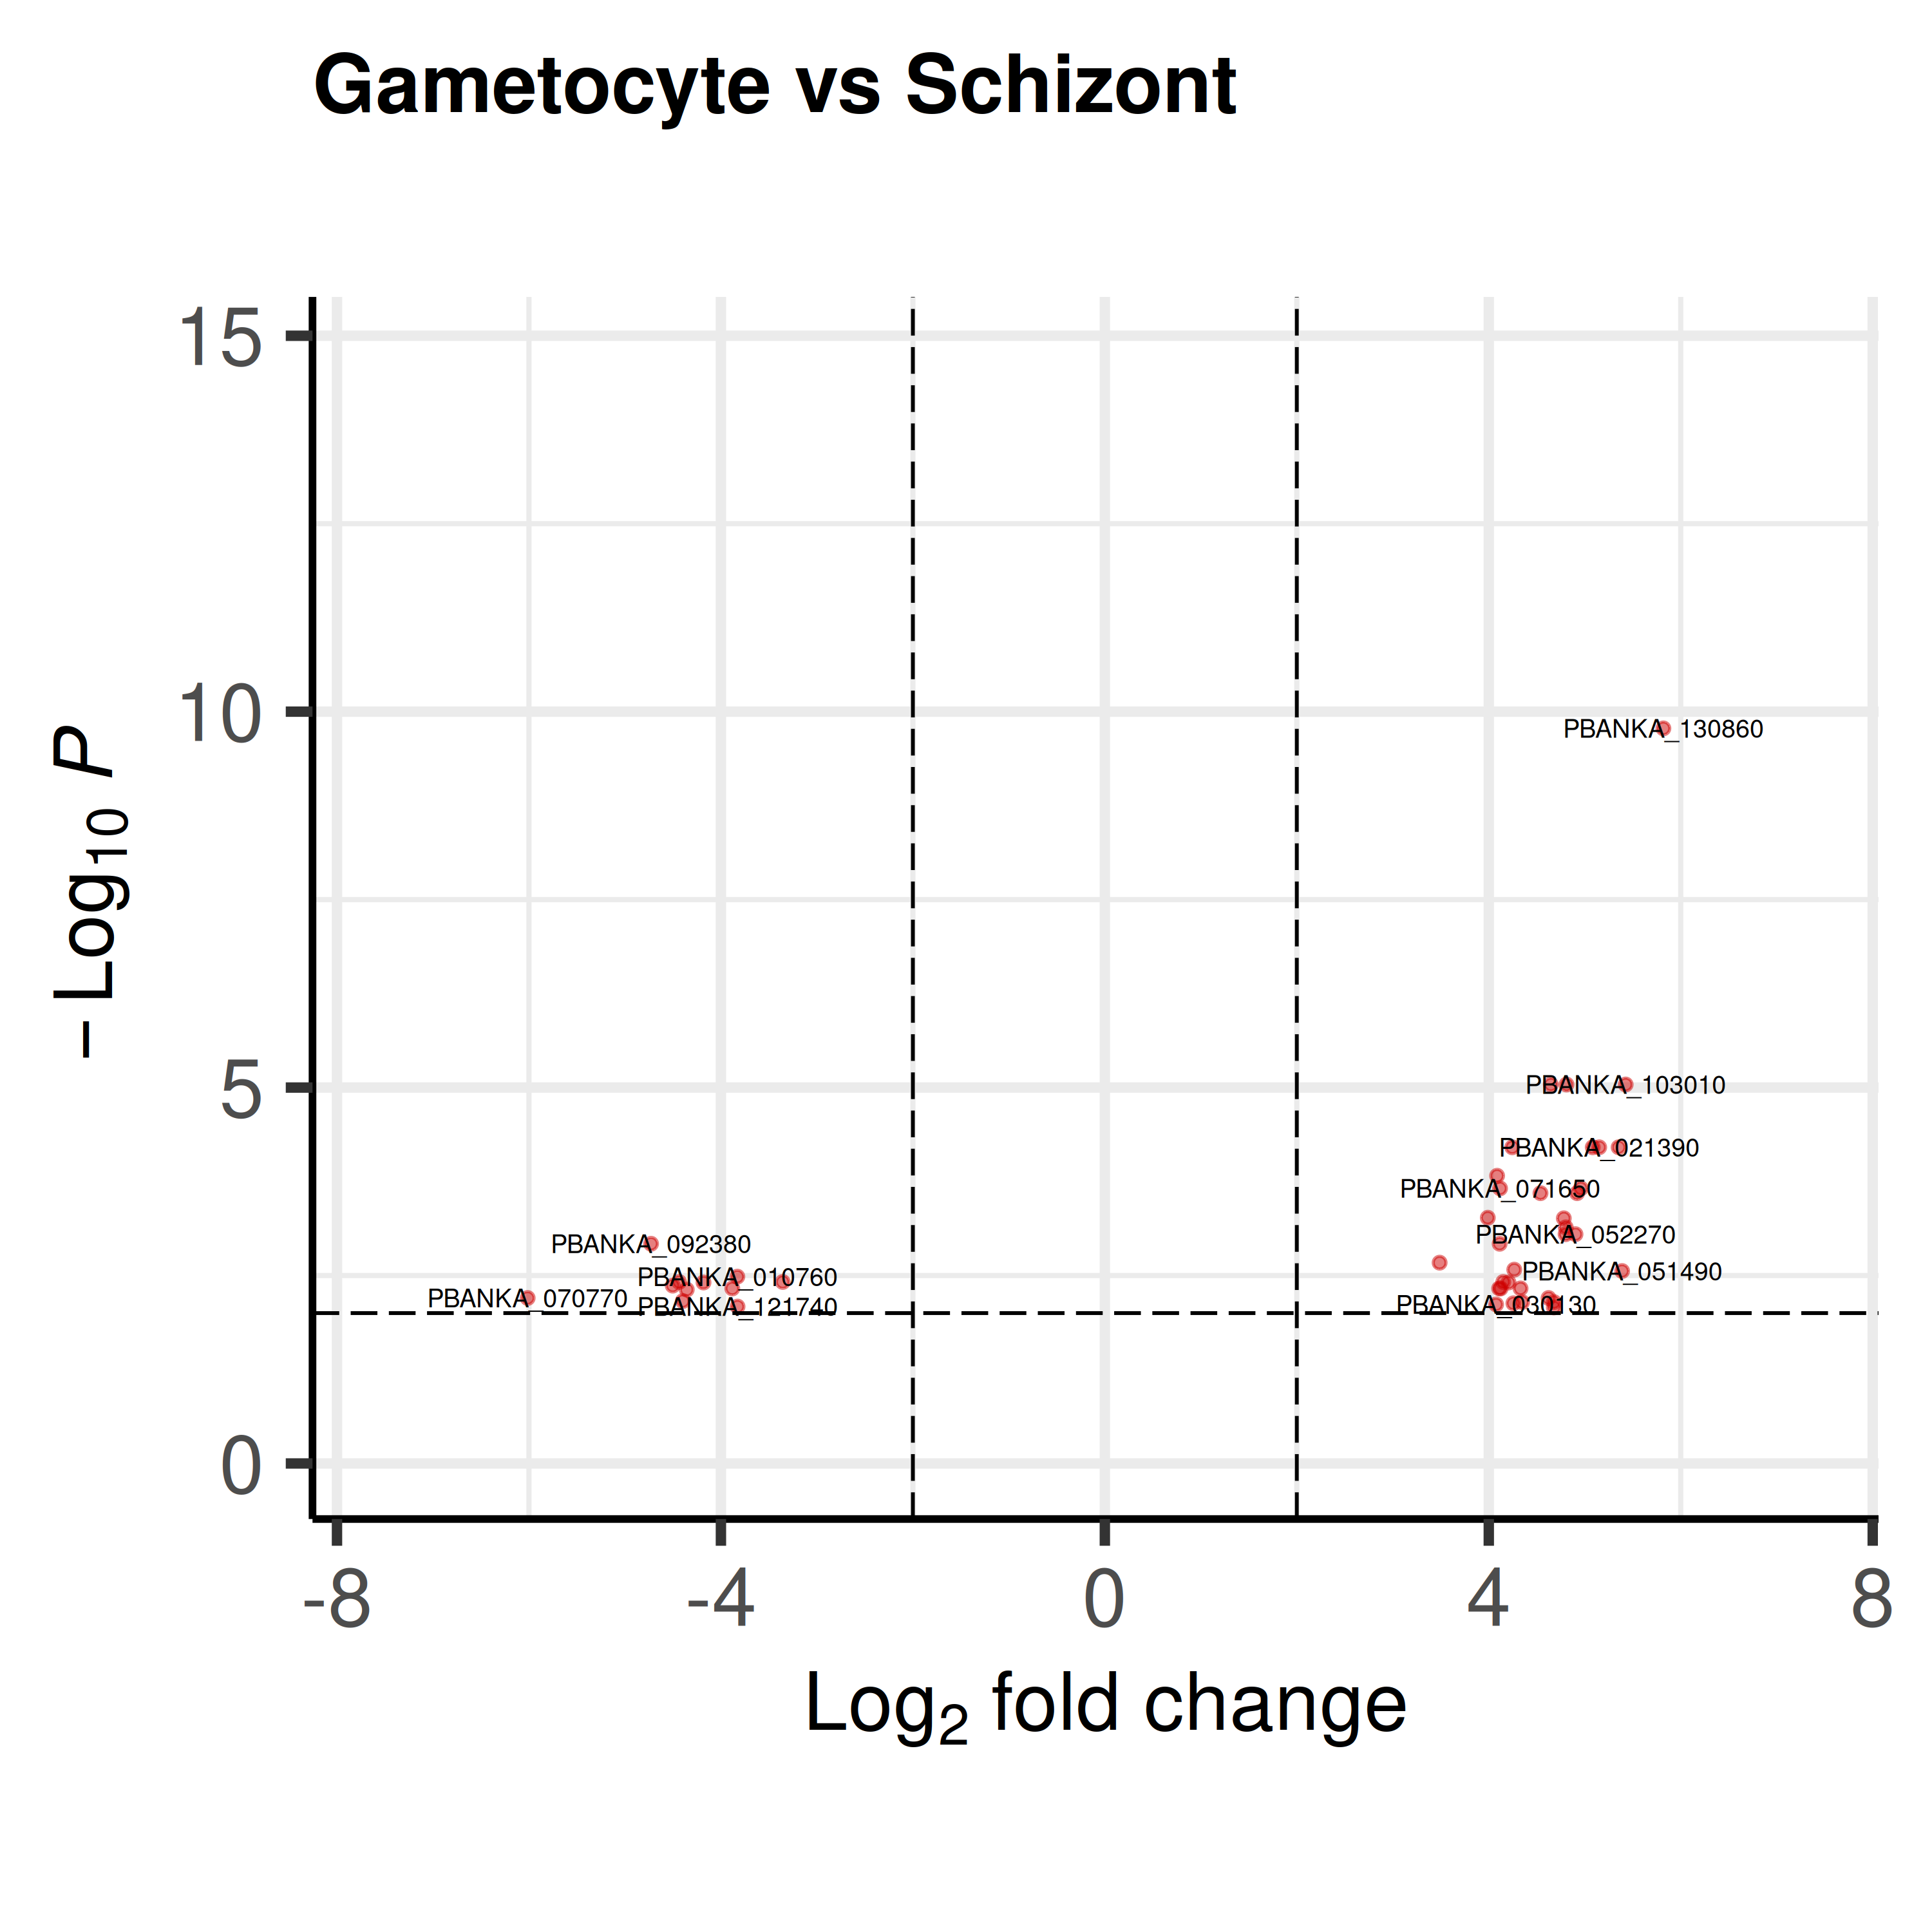 Gametocyte vs Schizont
15
10
5
0
− Log10 P
PBANKA_130860
PBANKA_103010
PBANKA_021390
PBANKA_071650
PBANKA_052270
PBANKA_092380
PBANKA_051490
PBANKA_010760
PBANKA_070770
PBANKA_030130
PBANKA_121740
-8
-4
0
4
8
Log2 fold change